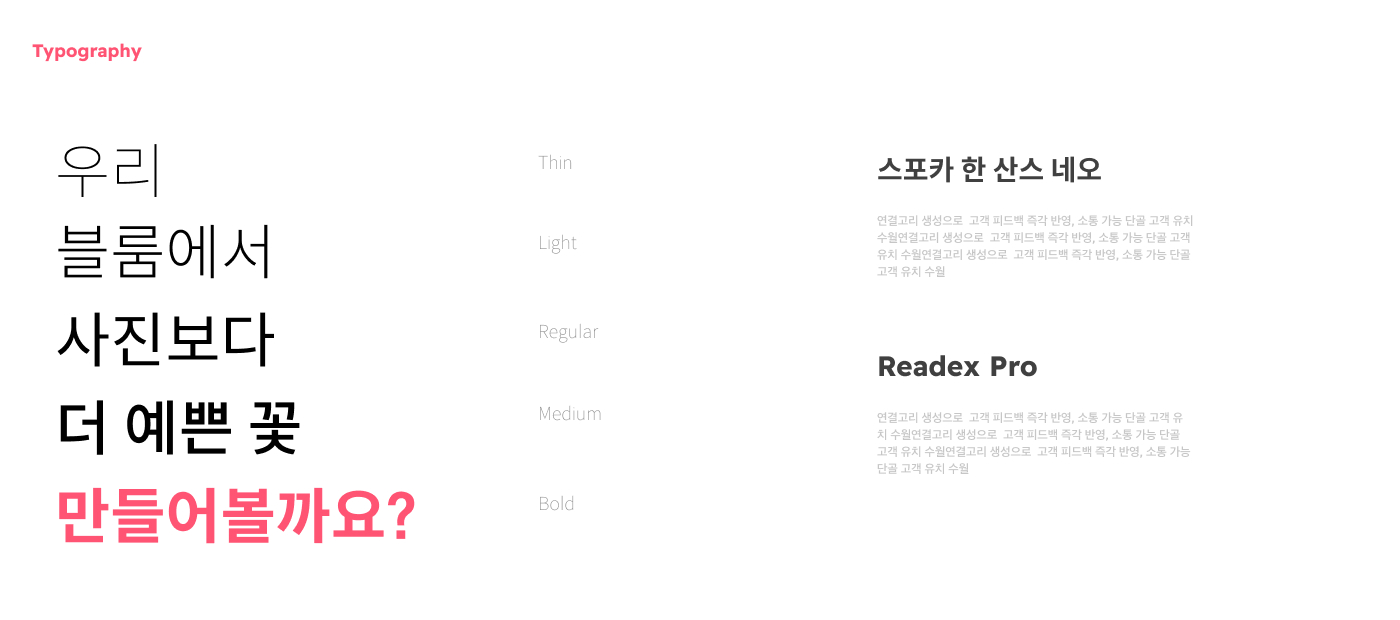 Typography
우리
Thin
블룸에서
Light
사진보다
Regular
더 예쁜 꽃
Medium
만들어볼까요?
Bold
스포카 한 산스 네오
연결고리 생성으로 고객 피드백 즉각 반영, 소통 가능 단골 고객 유치
수월연결고리 생성으로 고객 피드백 즉각 반영, 소통 가능 단골 고객
유치 수월연결고리 생성으로 고객 피드백 즉각 반영, 소통 가능 단골
고객 유치 수월
Readex Pro
연결고리 생성으로 고객 피드백 즉각 반영, 소통 가능 단골 고객 유
치 수월연결고리 생성으로 고객 피드백 즉각 반영, 소통 가능 단골
고객 유치 수월연결고리 생성으로 고객 피드백 즉각 반영, 소통 가능
단골 고객 유치 수월